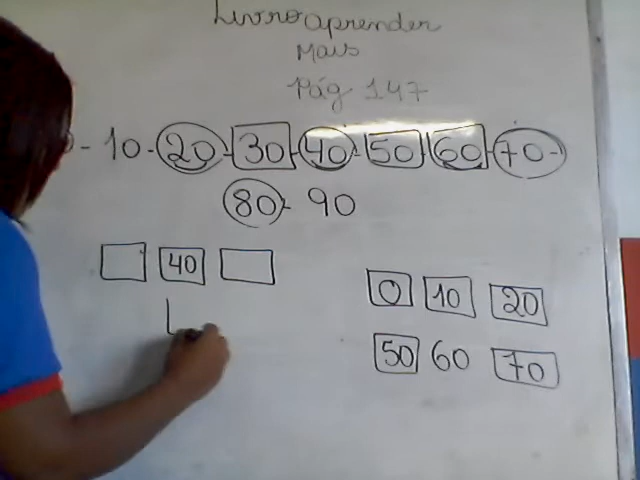 Livro aprender
Mais
Pág 147
- 10 - 20 - 30 - 40 - 50 - 60 - 70 -
80 - 90
40
0 10 20
50 60 70